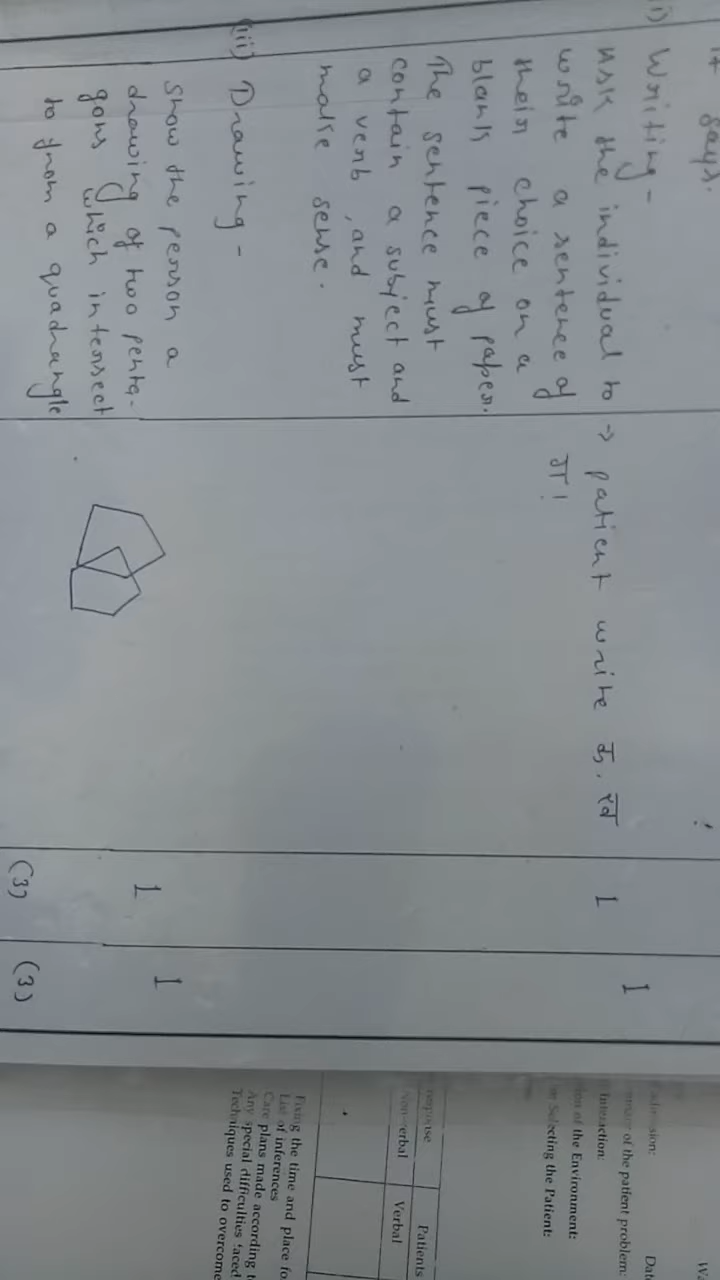 it says.
ii) Writing -
Ask the individual to
write a sentence of
their choice on a
blank piece of paper.
The sentence must
contain a subject and
a verb, and must
make sense.
→ patient write क, ख
ग!
1
1
(iii) Drawing -
Show the person a
drawing of two penta-
gons which intersect
to from a quadrangle
1
1
(3)
(3)
Date
of the patient problem:
Interaction:
of the Environment:
Selecting the Patient:
Patients
Non-verbal
Verbal
Fixing the time and place fo
List of inferences
Care plans made according t
Any special difficulties faced
Techniques used to overcome